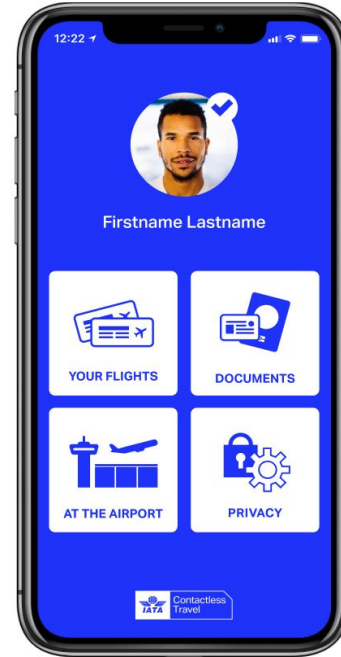 12:22
Firstname Lastname
YOUR FLIGHTS
DOCUMENTS
AT THE AIRPORT
PRIVACY
IATA
Contactless
Travel